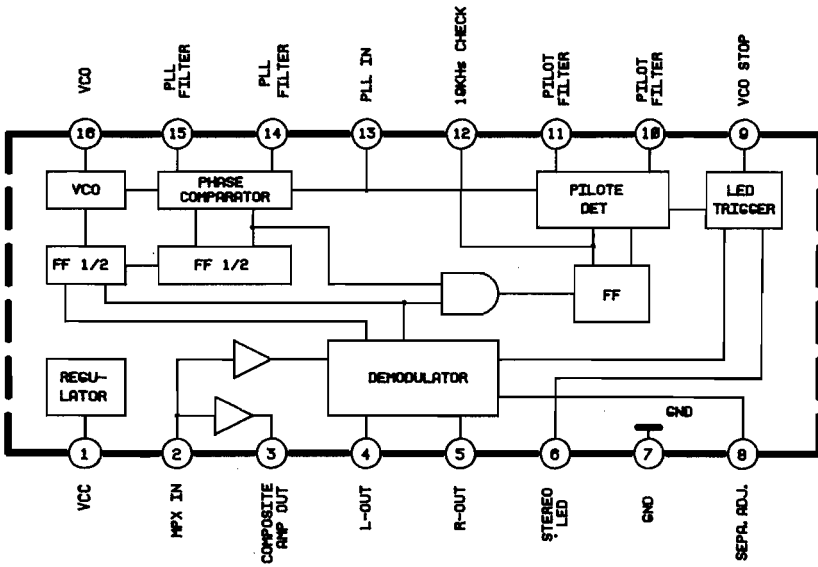 VCO
PLL
FILTER
PLL
FILTER
PLL IN
19KHs CHECK
PILOT
FILTER
PILOT
FILTER
VCO STOP
16
15
14
13
12
11
10
9
VCO
PHASE
COMPARATOR
PILOTE
DET
LED
TRIGGER
FF 1/2
FF 1/2
FF
REGU-
LATOR
DEMODULATOR
GND
1
2
3
4
5
6
7
8
VCC
MPX IN
COMPOSITE
AMP OUT
L-OUT
R-OUT
STEREO
LED
GND
SEPA. ADJ.